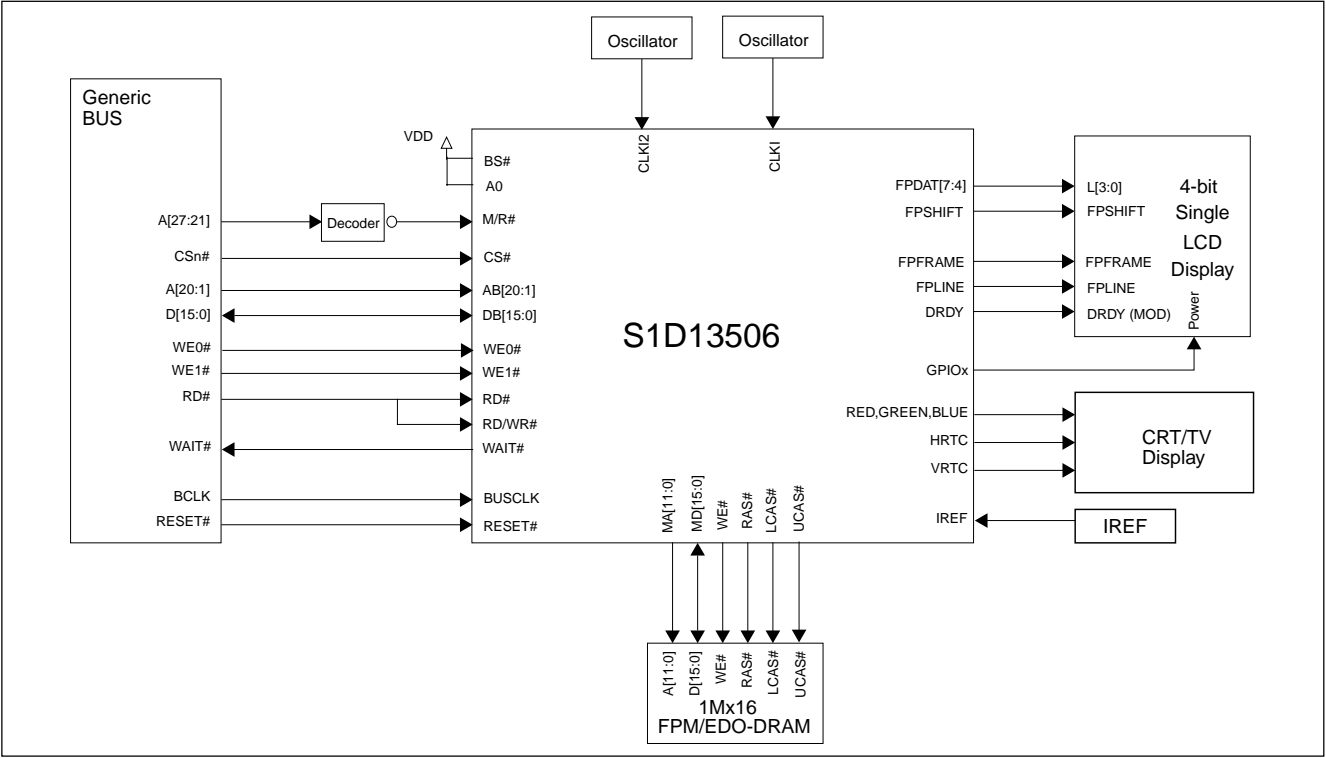 Oscillator
Oscillator
Generic
BUS
VDD
BS#
A0
CLKI2
CLKI
A[27:21]
Decoder
M/R#
CSn#
CS#
A[20:1]
AB[20:1]
D[15:0]
DB[15:0]
WE0#
WE0#
WE1#
WE1#
RD#
RD#
RD/WR#
WAIT#
WAIT#
BCLK
BUSCLK
RESET#
RESET#
S1D13506
FPDAT[7:4]
FPSHIFT
FPFRAME
FPLINE
DRDY
GPIOx
RED,GREEN,BLUE
HRTC
VRTC
IREF
L[3:0]
FPSHIFT
FPFRAME
FPLINE
DRDY (MOD)
4-bit
Single
LCD
Display
Power
CRT/TV
Display
IREF
MA[11:0]
MD[15:0]
WE#
RAS#
LCAS#
UCAS#
A[11:0]
D[15:0]
WE#
RAS#
LCAS#
UCAS#
1Mx16
FPM/EDO-DRAM